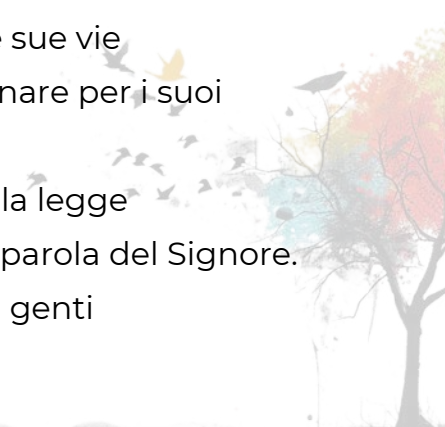 e sue vie
nare per i suoi
la legge
parola del Signore.
genti